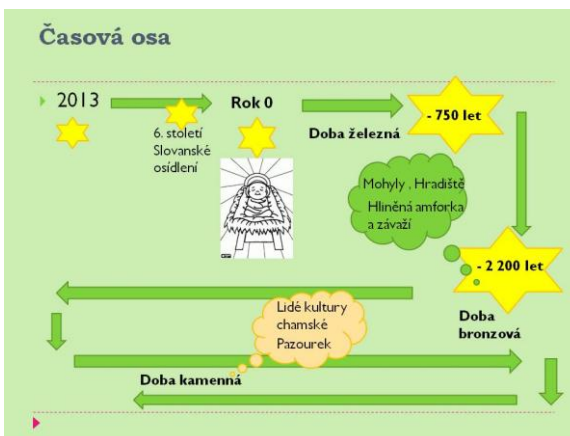 Časová osa
2013
Rok 0
- 750 let
6. století
Slovanské
osídlení
Doba železná
Mohyly , Hradiště
Hliněná amforka
a závaží
- 2 200 let
Doba
bronzová
Lidé kultury
chamské
Pazourek
Doba kamenná